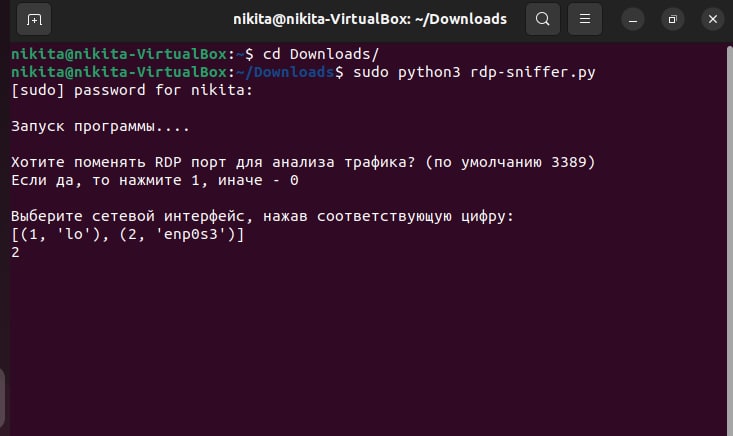 nikita@nikita-VirtualBox: ~/Downloads
nikita@nikita-VirtualBox:~$ cd Downloads/
nikita@nikita-VirtualBox:~/Downloads$ sudo python3 rdp-sniffer.py
[sudo] password for nikita:
Запуск программы....
Хотите поменять RDP порт для анализа трафика? (по умолчанию 3389)
Если да, то нажмите 1, иначе - 0
Выберите сетевой интерфейс, нажав соответствующую цифру:
[(1, 'lo'), (2, 'enp0s3')]
2